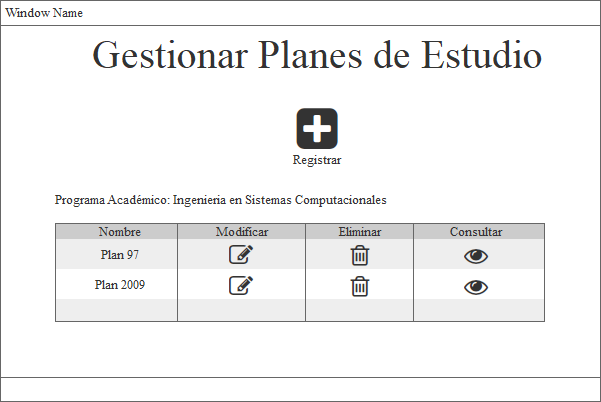 Window Name
Gestionar Planes de Estudio
Registrar
Programa Académico: Ingenieria en Sistemas Computacionales
Nombre Modificar Eliminar Consultar
Plan 97
Plan 2009